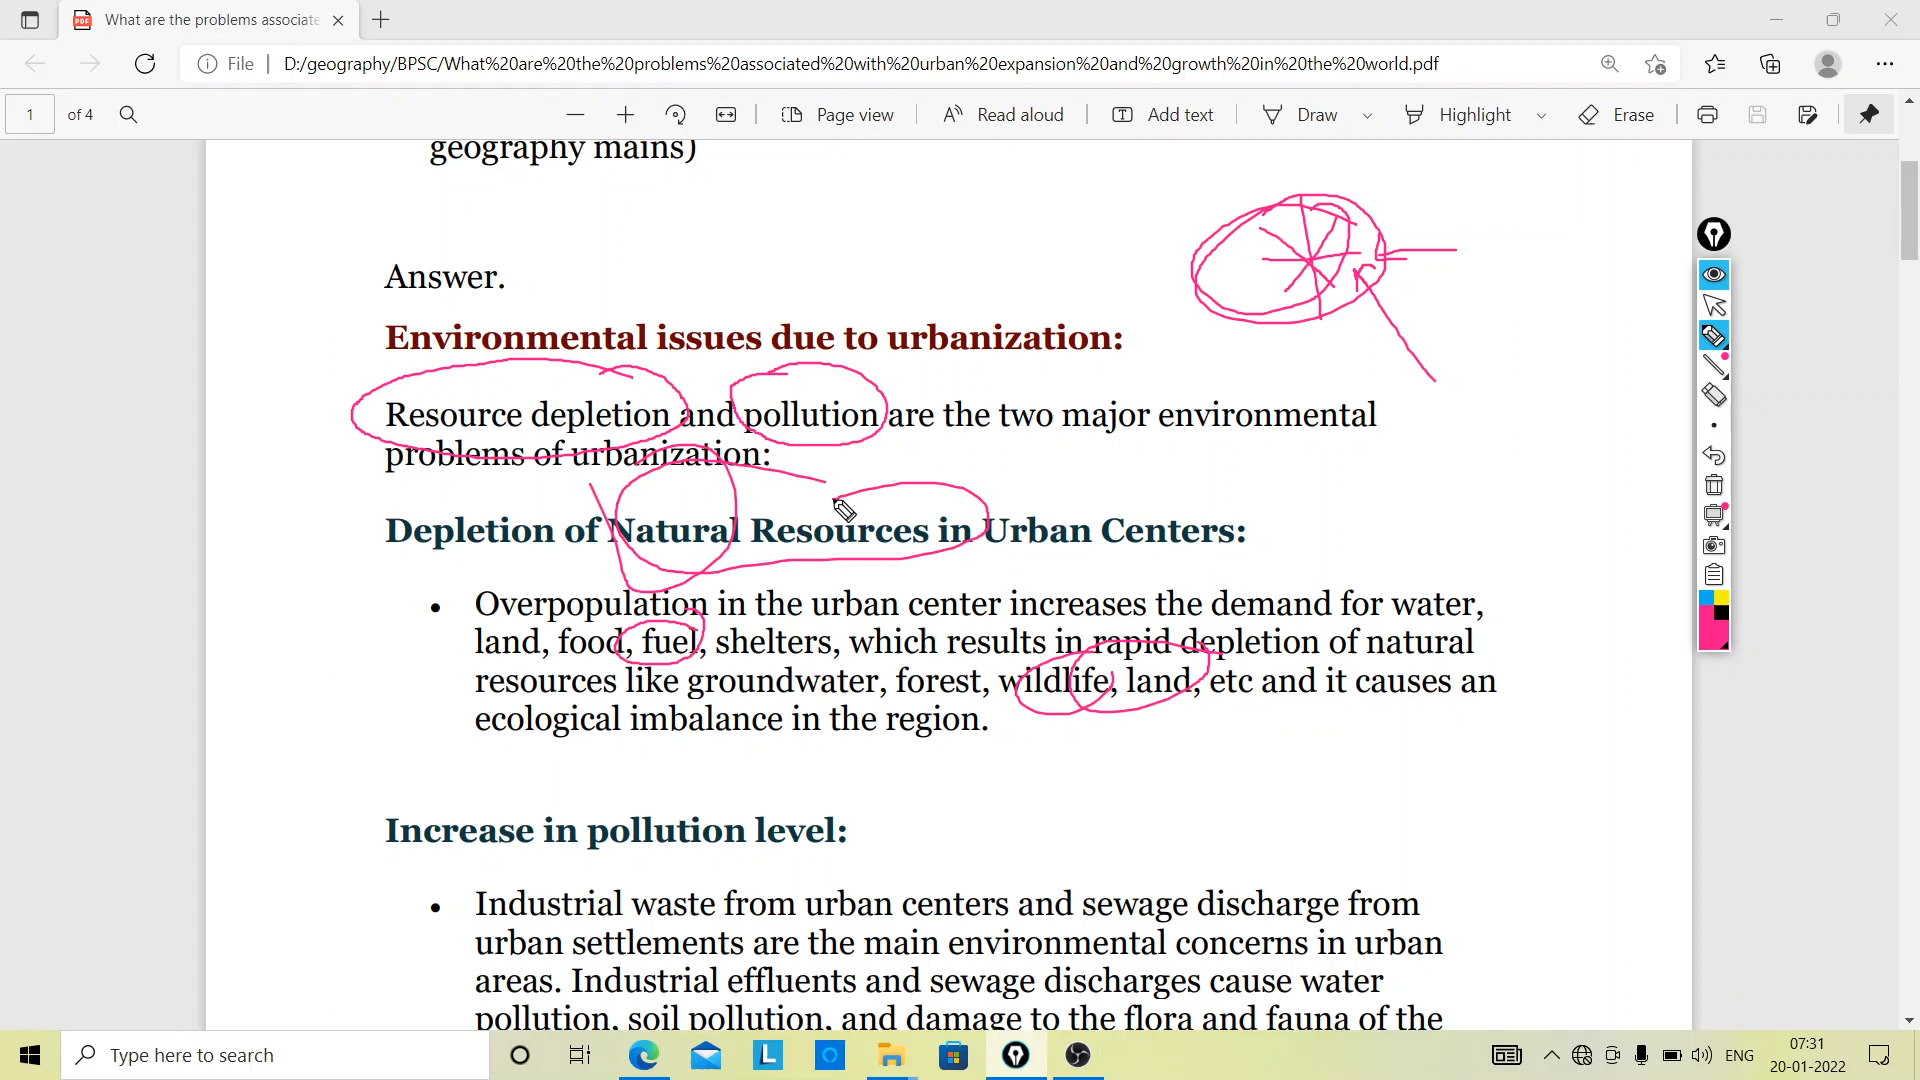 What are the problems associate
File
D:/geography/BPSC/What%20are%20the%20problems%20associated%20with%20urban%20expansion%20and%20growth%20in%20the%20world.pdf
1 of 4
Page view
Read aloud
Add text
Draw
Highlight
Erase
geography mains)
Answer.
Environmental issues due to urbanization:
Resource depletion and pollution are the two major environmental
problems of urbanization:
Depletion of Natural Resources in Urban Centers:
• Overpopulation in the urban center increases the demand for water,
land, food, fuel, shelters, which results in rapid depletion of natural
resources like groundwater, forest, wildlife, land, etc and it causes an
ecological imbalance in the region.
Increase in pollution level:
• Industrial waste from urban centers and sewage discharge from
urban settlements are the main environmental concerns in urban
areas. Industrial effluents and sewage discharges cause water
pollution, soil pollution, and damage to the flora and fauna of the
Type here to search
L
ENG
07:31
20-01-2022